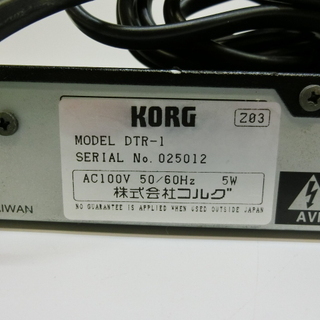 KORG
Z03
MODEL DTR-1
SERIAL No. 025012
AC100V 50/60Hz 5W
株式会社コルグ
NO GUARANTEE IS APPLIED WHEN USED OUTSIDE JAPAN
AIWAN
AVI